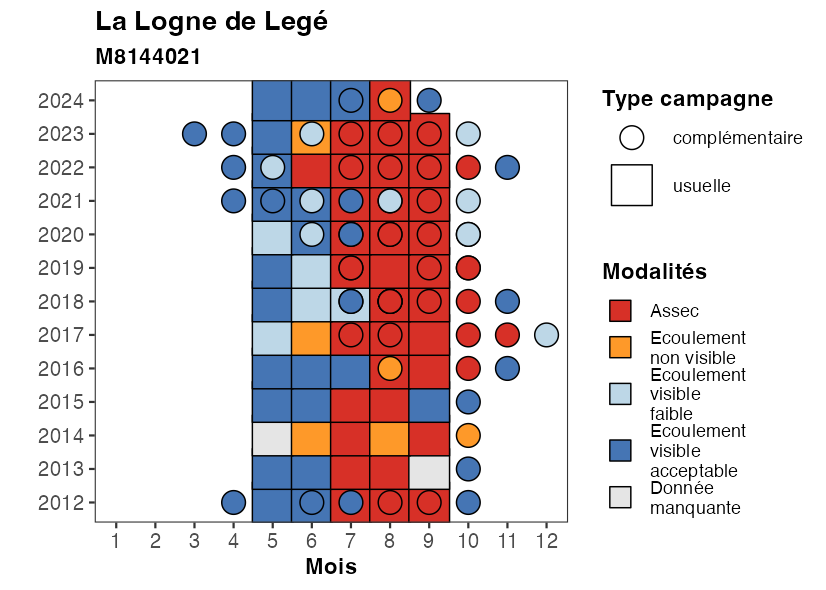 La Logne de Legé
M8144021
2024
2023
2022
2021
2020
2019
2018
2017
2016
2015
2014
2013
2012
1 2 3 4 5 6 7 8 9 10 11 12
Mois
Type campagne
complémentaire
usuelle
Modalités
Assec
Ecoulement
non visible
Ecoulement
visible
faible
Ecoulement
visible
acceptable
Donnée
manquante